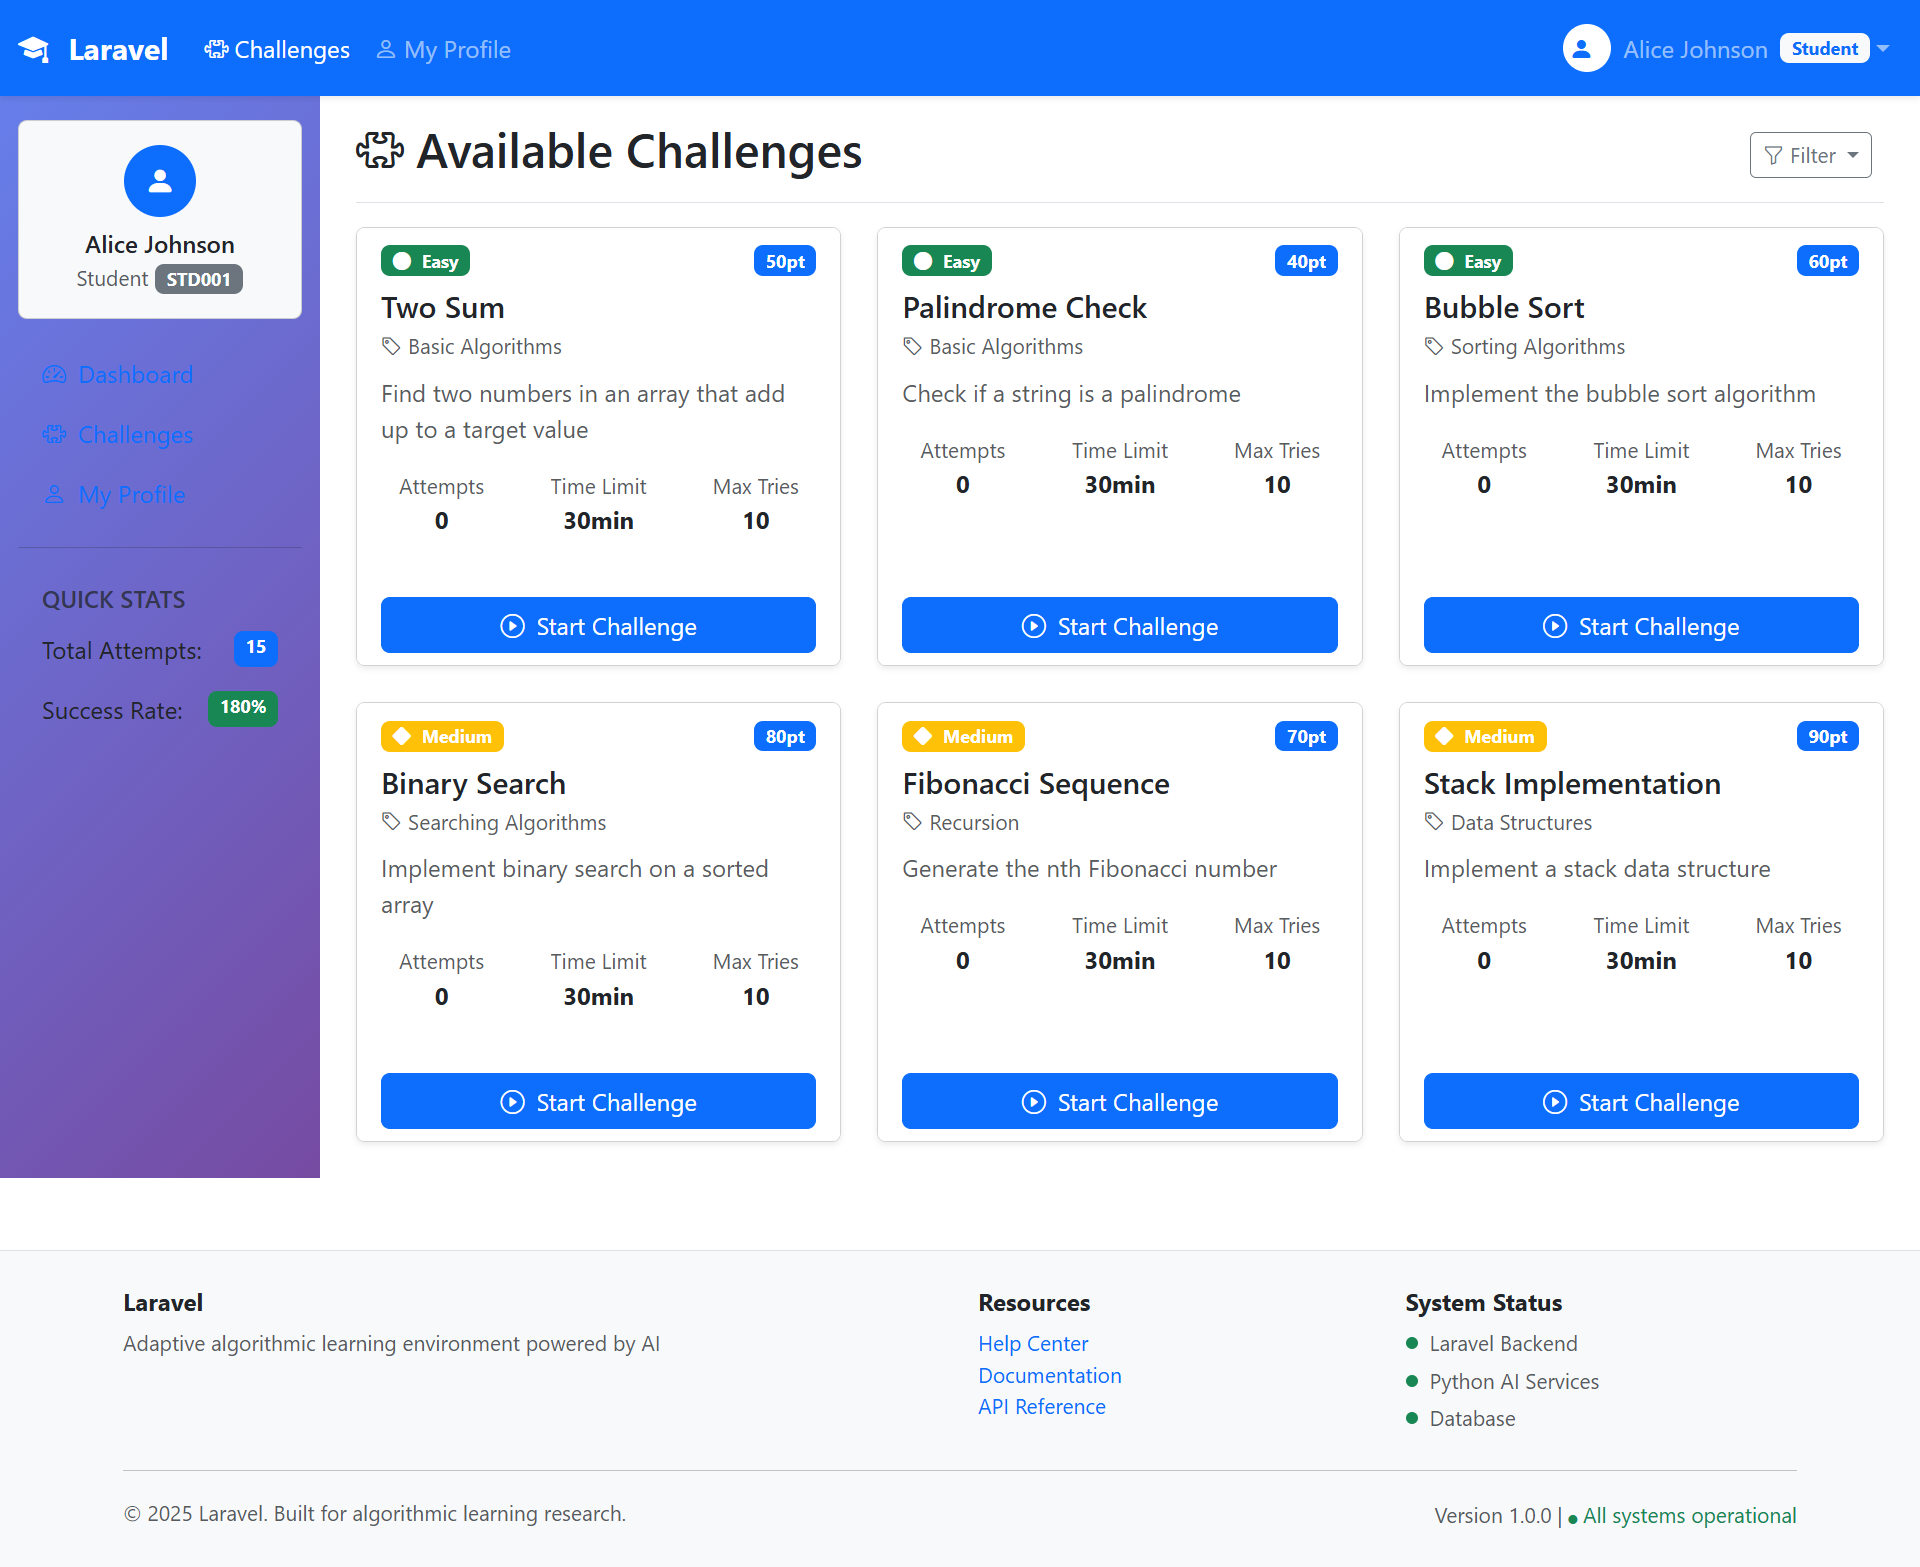 Laravel
Challenges
My Profile
Alice Johnson
Student
Alice Johnson
Student STD001
Dashboard
Challenges
My Profile
QUICK STATS
Total Attempts: 15
Success Rate: 180%
Available Challenges
Filter
Easy
50pt
Two Sum
Basic Algorithms
Find two numbers in an array that add
up to a target value
Attempts Time Limit Max Tries
0 30min 10
Start Challenge
Easy
40pt
Palindrome Check
Basic Algorithms
Check if a string is a palindrome
Attempts Time Limit Max Tries
0 30min 10
Start Challenge
Easy
60pt
Bubble Sort
Sorting Algorithms
Implement the bubble sort algorithm
Attempts Time Limit Max Tries
0 30min 10
Start Challenge
Medium
80pt
Binary Search
Searching Algorithms
Implement binary search on a sorted
array
Attempts Time Limit Max Tries
0 30min 10
Start Challenge
Medium
70pt
Fibonacci Sequence
Recursion
Generate the nth Fibonacci number
Attempts Time Limit Max Tries
0 30min 10
Start Challenge
Medium
90pt
Stack Implementation
Data Structures
Implement a stack data structure
Attempts Time Limit Max Tries
0 30min 10
Start Challenge
Laravel
Adaptive algorithmic learning environment powered by AI
Resources
Help Center
Documentation
API Reference
System Status
Laravel Backend
Python AI Services
Database
© 2025 Laravel. Built for algorithmic learning research.
Version 1.0.0 | ● All systems operational